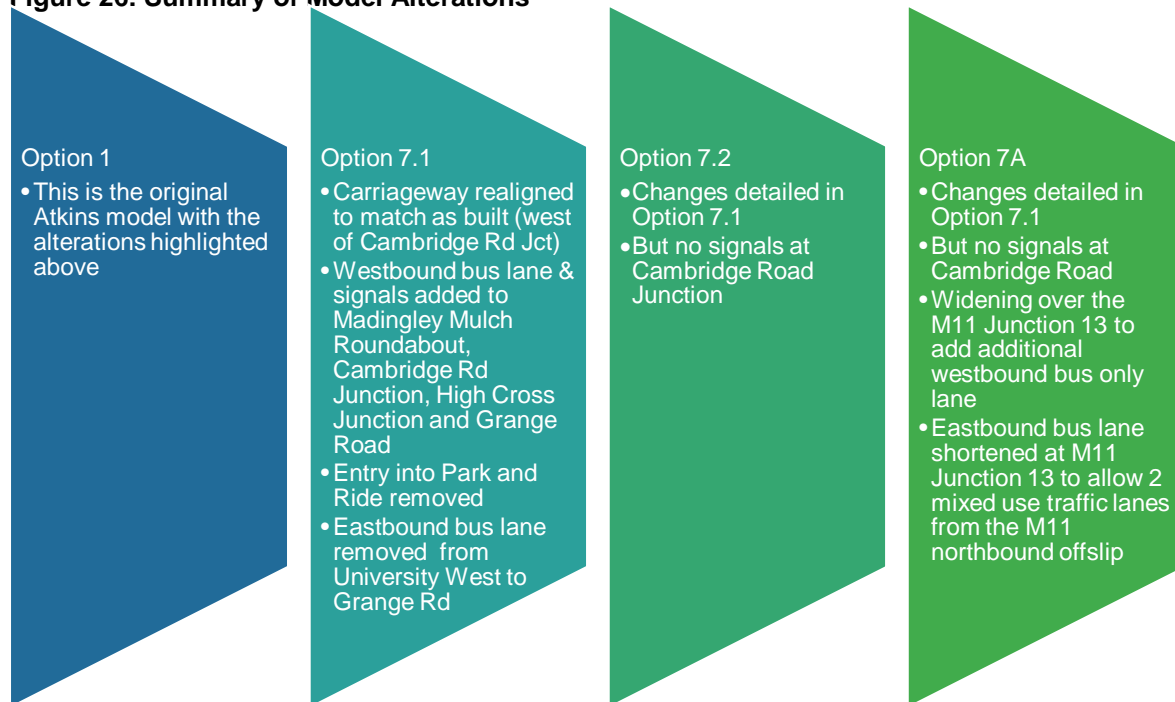 Figure 26: Summary of Model Alterations
Option 1
•This is the original
Atkins model with the
alterations highlighted
above
Option 7.1
•Carriageway realigned
to match as built (west
of Cambridge Rd Jct)
•Westbound bus lane &
signals added to
Madingley Mulch
Roundabout,
Cambridge Rd
Junction, High Cross
Junction and Grange
Road
•Entry into Park and
Ride removed
•Eastbound bus lane
removed from
University West to
Grange Rd
Option 7.2
•Changes detailed in
Option 7.1
•But no signals at
Cambridge Road
Junction
Option 7A
•Changes detailed in
Option 7.1
•But no signals at
Cambridge Road
•Widening over the
M11 Junction 13 to
add additional
westbound bus only
lane
•Eastbound bus lane
shortened at M11
Junction 13 to allow 2
mixed use traffic lanes
from the M11
northbound offslip